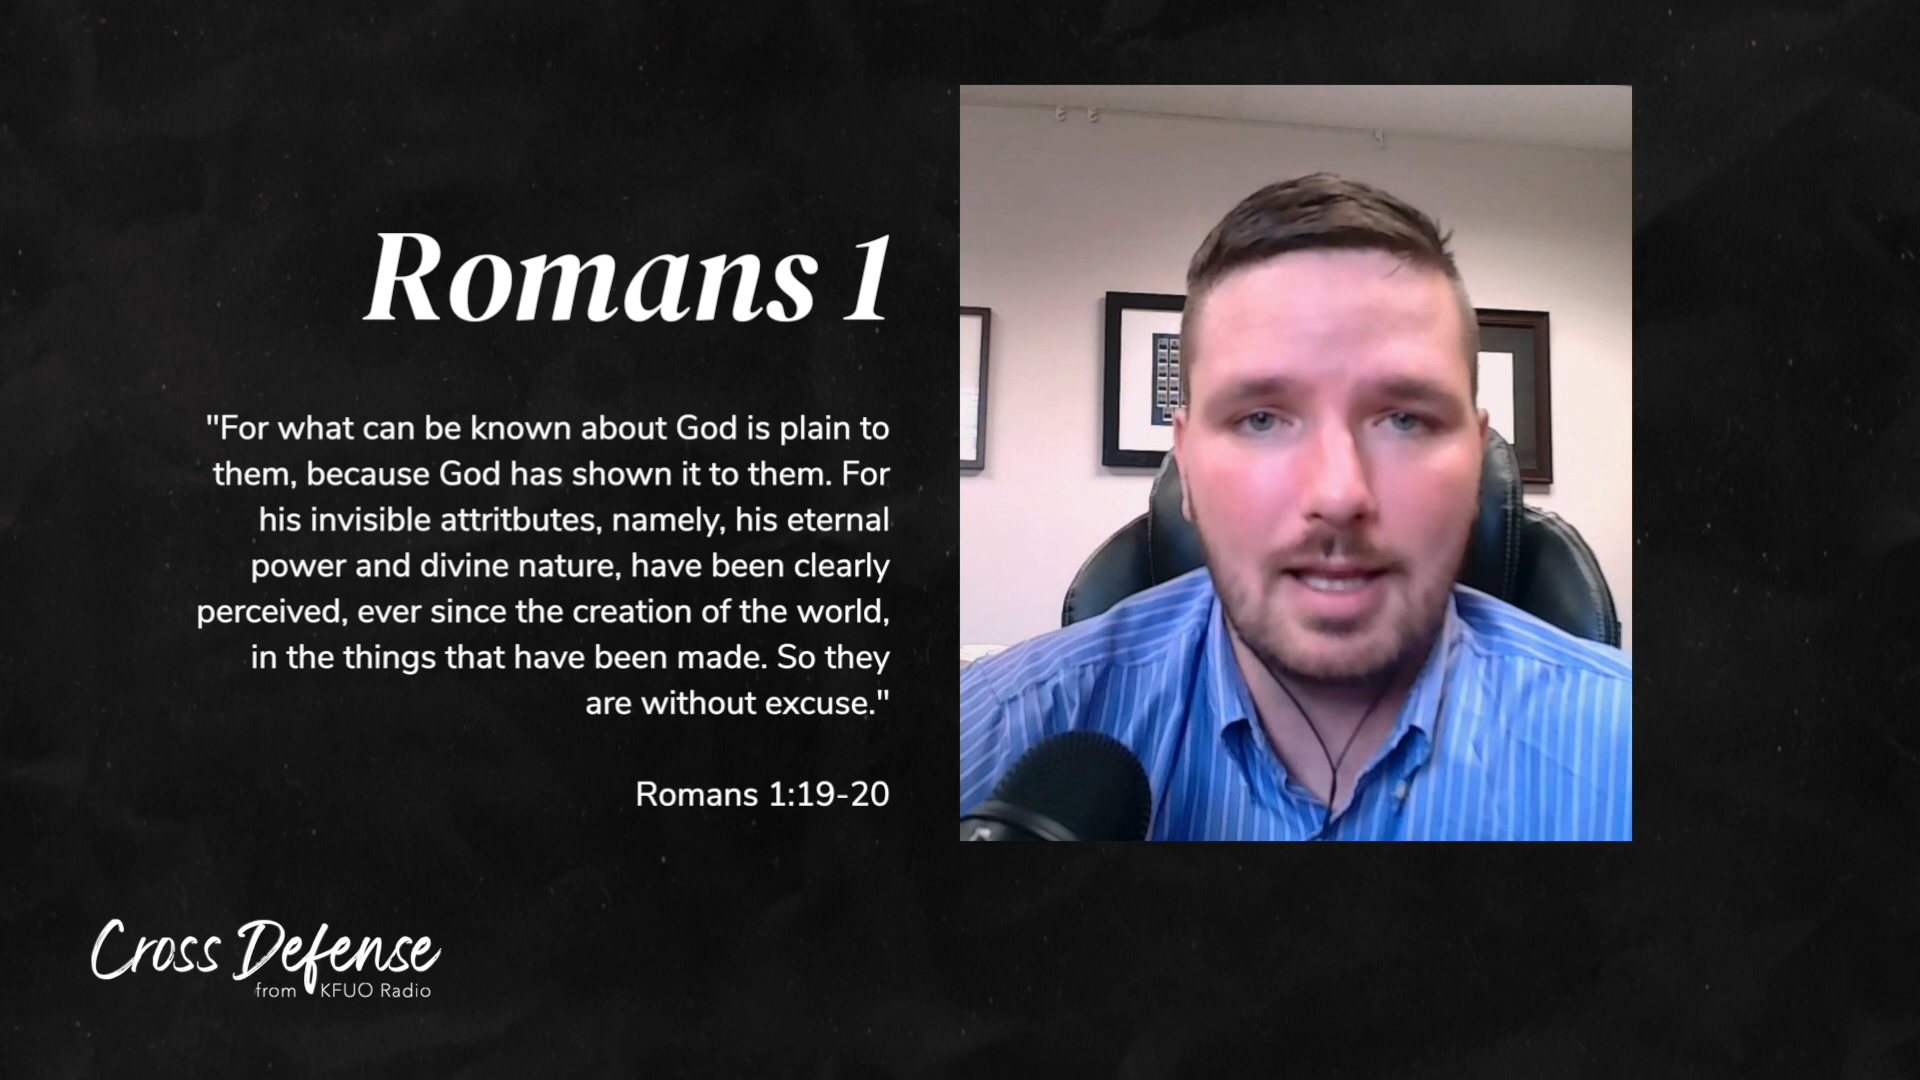 Romans 1
"For what can be known about God is plain to
them, because God has shown it to them. For
his invisible attritbutes, namely, his eternal
power and divine nature, have been clearly
perceived, ever since the creation of the world,
in the things that have been made. So they
are without excuse."
Romans 1:19-20
Cross Defense
from KFUO Radio